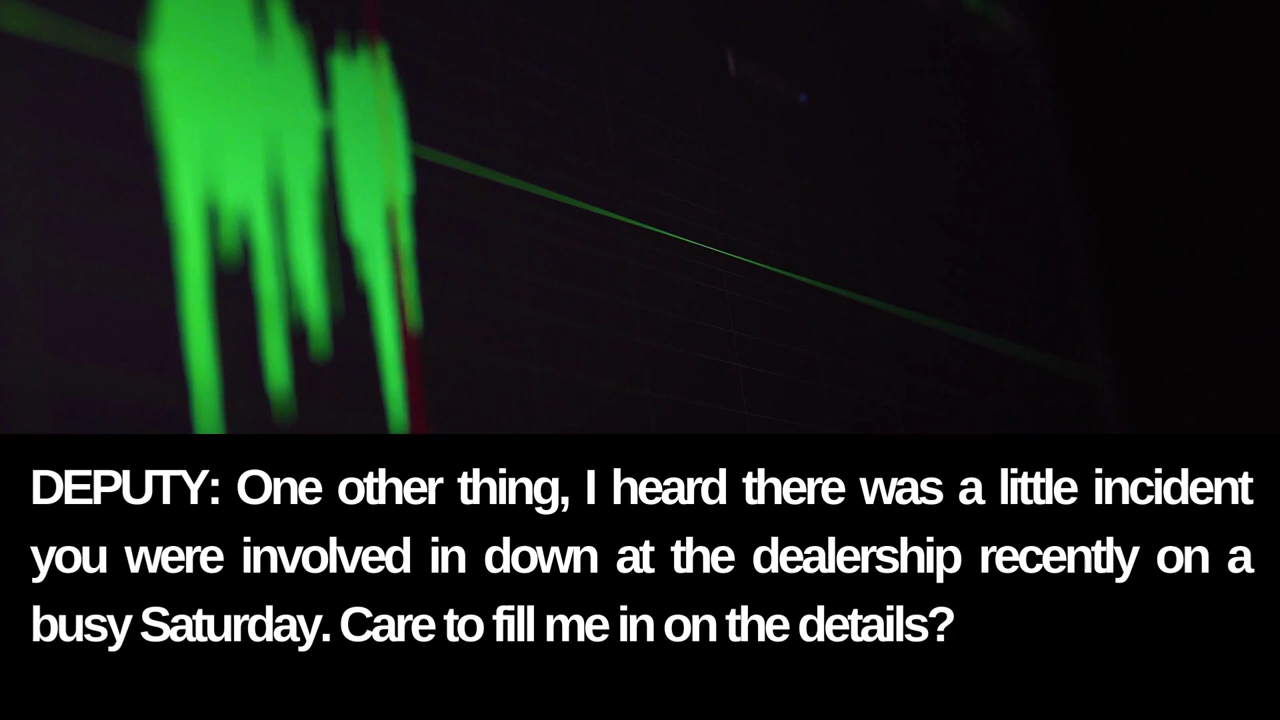 DEPUTY: One other thing, I heard there was a little incident
you were involved in down at the dealership recently on a
busy Saturday. Care to fill me in on the details?